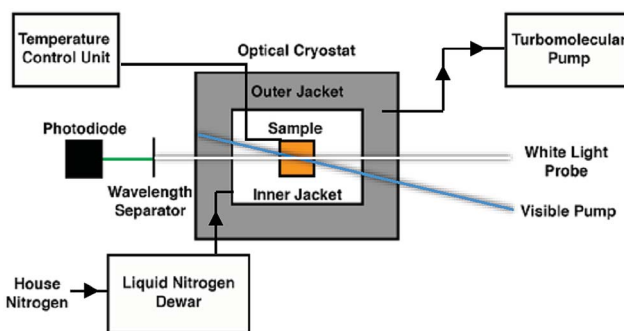 Temperature
Control Unit
Optical Cryostat
Turbomolecular
Pump
Outer Jacket
Photodiode
Sample
White Light
Probe
Wavelength
Separator
Inner Jacket
Visible Pump
House
Nitrogen
Liquid Nitrogen
Dewar